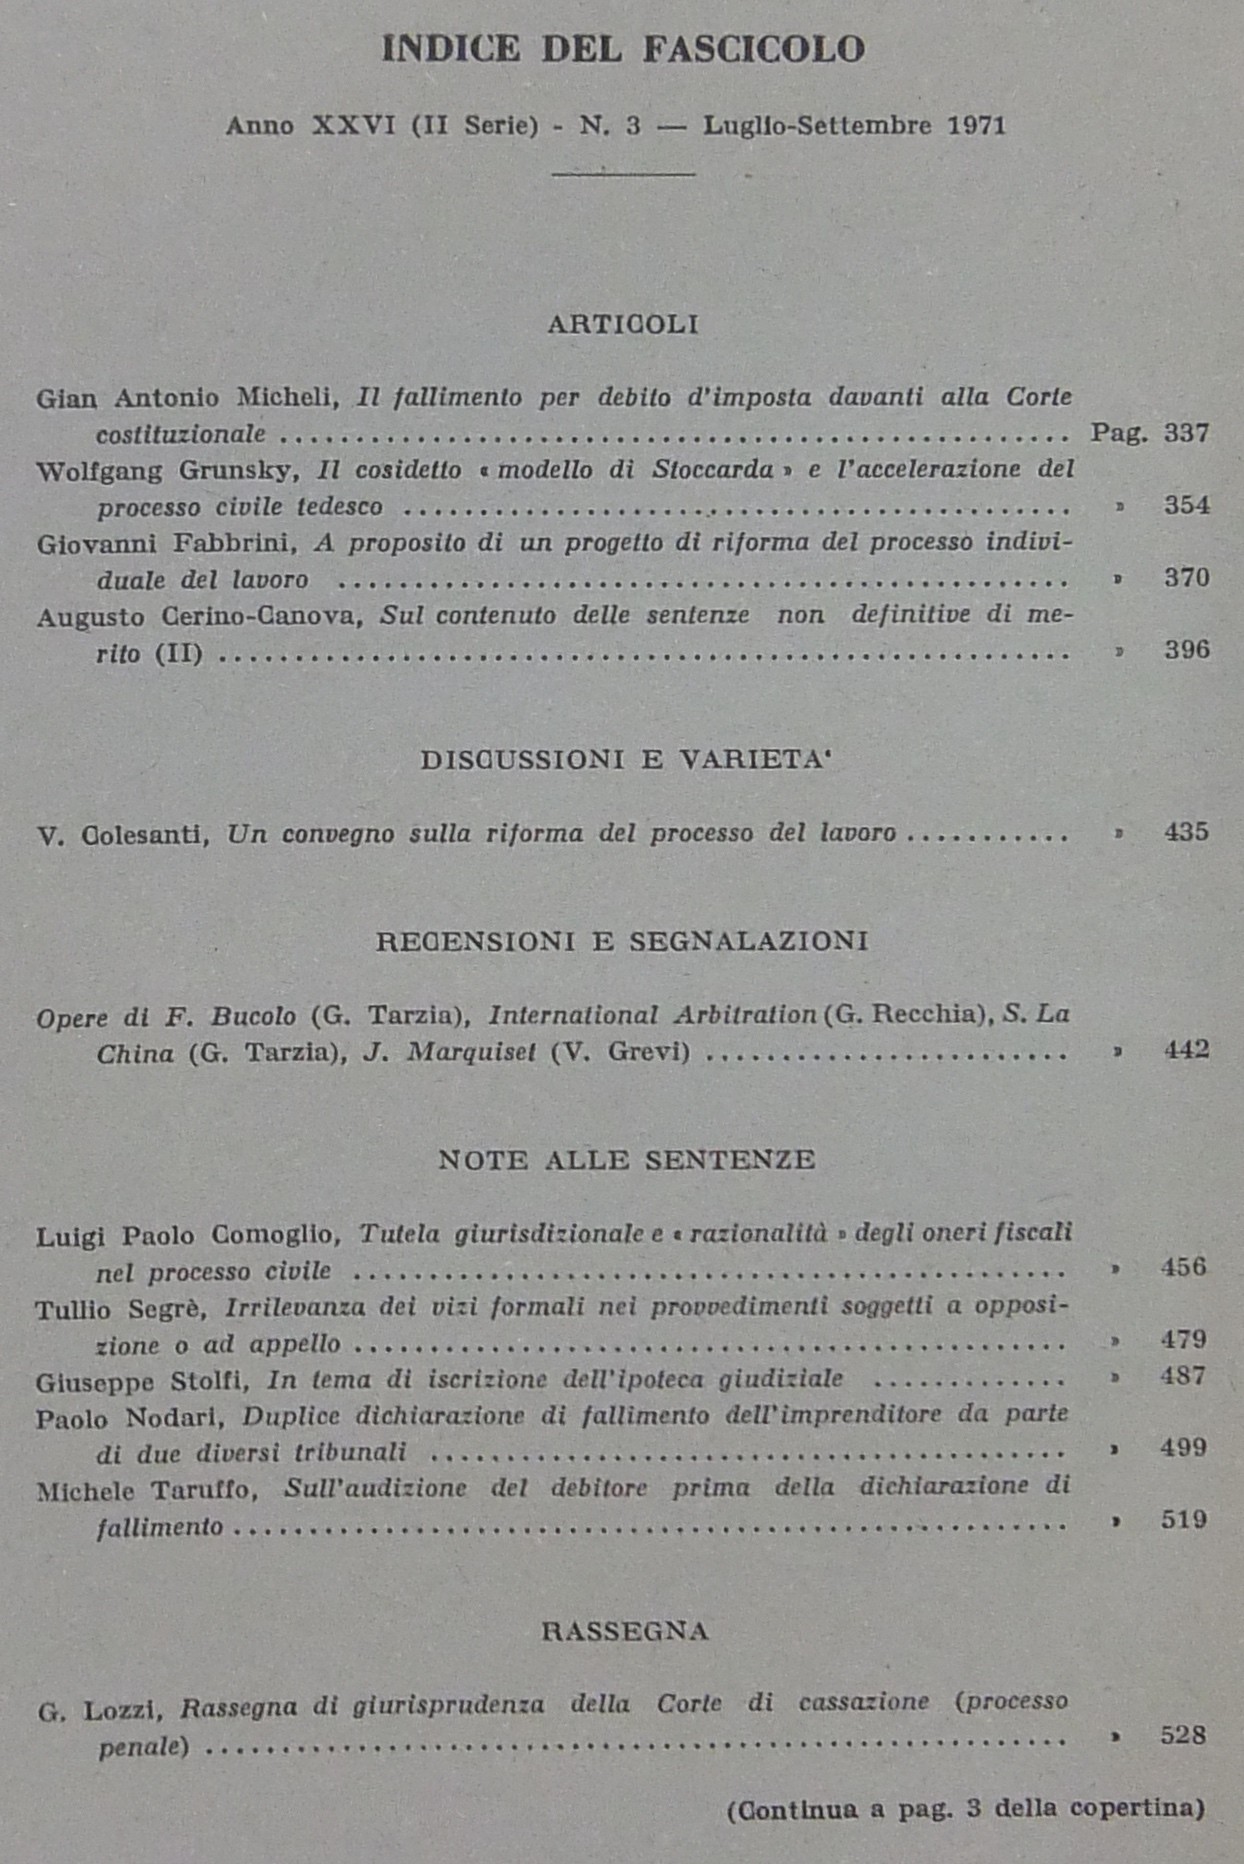 INDICE DEL FASCICOLO
Anno XXVI (II Serie) - N. 3 — Luglio-Settembre 1971
ARTICOLI
Gian Antonio Micheli, Il fallimento per debito d'imposta davanti alla Corte
costituzionale .................................................... Pag. 337
Wolfgang Grunsky, Il cosidetto « modello di Stoccarda » e l'accelerazione del
processo civile tedesco ............................................ » 354
Giovanni Fabbrini, A proposito di un progetto di riforma del processo indivi-
duale del lavoro ................................................ » 370
Augusto Cerino-Canova, Sul contenuto delle sentenze non definitive di me-
rito (II) ........................................................ » 396
DISCUSSIONI E VARIETA'
V. Colesanti, Un convegno sulla riforma del processo del lavoro ........... » 435
RECENSIONI E SEGNALAZIONI
Opere di F. Bucolo (G. Tarzia), International Arbitration (G. Recchia), S. La
China (G. Tarzia), J. Marquiset (V. Grevi) ........................ » 442
NOTE ALLE SENTENZE
Luigi Paolo Comoglio, Tutela giurisdizionale e « razionalità » degli oneri fiscali
nel processo civile ............................................... » 456
Tullio Segrè, Irrilevanza dei vizi formali nei provvedimenti soggetti a opposi-
zione o ad appello ............................................... » 479
Giuseppe Stolfi, In tema di iscrizione dell'ipoteca giudiziale ............. » 487
Paolo Nodari, Duplice dichiarazione di fallimento dell'imprenditore da parte
di due diversi tribunali .......................................... » 499
Michele Taruffo, Sull'audizione del debitore prima della dichiarazione di
fallimento ....................................................... » 519
RASSEGNA
G. Lozzi, Rassegna di giurisprudenza della Corte di cassazione (processo
penale) ......................................................... » 528
(Continua a pag. 3 della copertina)